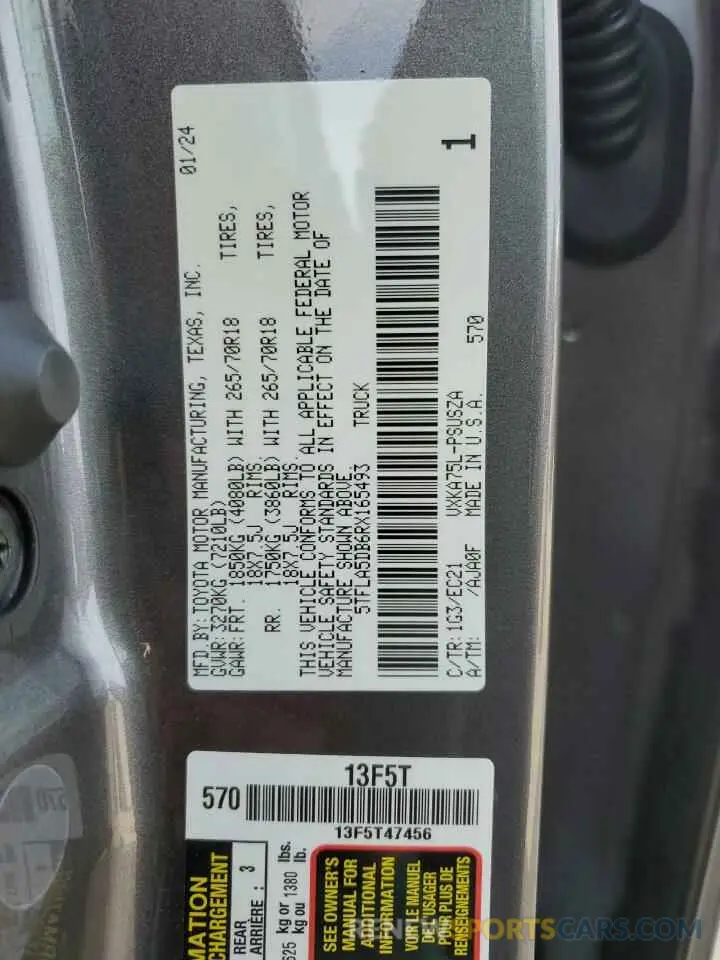 MFD.BY:TOYOTA MOTOR MANUFACTURING, TEXAS, INC. 01/24
GVWR:3270KG (7210LB)
GAWR:FRT. 1850KG (4080LB) WITH 265/70R18 TIRES,
18X7.5J RIMS
RR. 1750KG (3860LB) WITH 265/70R18 TIRES,
18X7.5J RIMS
THIS VEHICLE CONFORMS TO ALL APPLICABLE FEDERAL MOTOR
VEHICLE SAFETY STANDARDS IN EFFECT ON THE DATE OF
MANUFACTURE SHOWN ABOVE.
5TFLA5DB6RX165493 TRUCK
1
C/TR:1G3/EC21 VXKA75L-PSUSZA 570
A/TM: /AJA0F MADE IN U.S.A.
13F5T
570
13F5T47456
MATION
CHARGEMENT
REAR
ARRIÈRE : 3
625 kg or 1380 lbs.
kg ou lb.
SEE OWNER'S
MANUAL FOR
ADDITIONAL
INFORMATION
VOIR LE MANUEL
DE L'USAGER
POUR PLUS DE
RENSEIGNEMENTS
570
BESTSPORTSCARS.COM